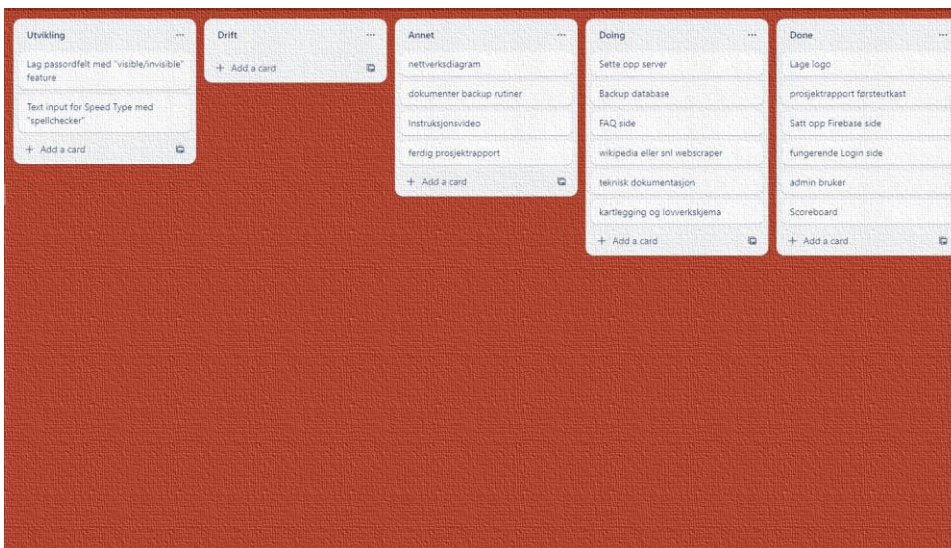 Utvikling
Lag passordfelt med "visible/invisible"
feature
Text input for Speed Type med
"spellchecker"
+ Add a card
Drift
+ Add a card
Annet
nettverksdiagram
dokumenter backup rutiner
Instruksjonsvideo
ferdig prosjektrapport
+ Add a card
Doing
Sette opp server
Backup database
FAQ side
wikipedia eller snl webscraper
teknisk dokumentasjon
kartlegging og lovverkskjema
+ Add a card
Done
Lage logo
prosjektrapport førsteutkast
Satt opp Firebase side
fungerende Login side
admin bruker
Scoreboard
+ Add a card